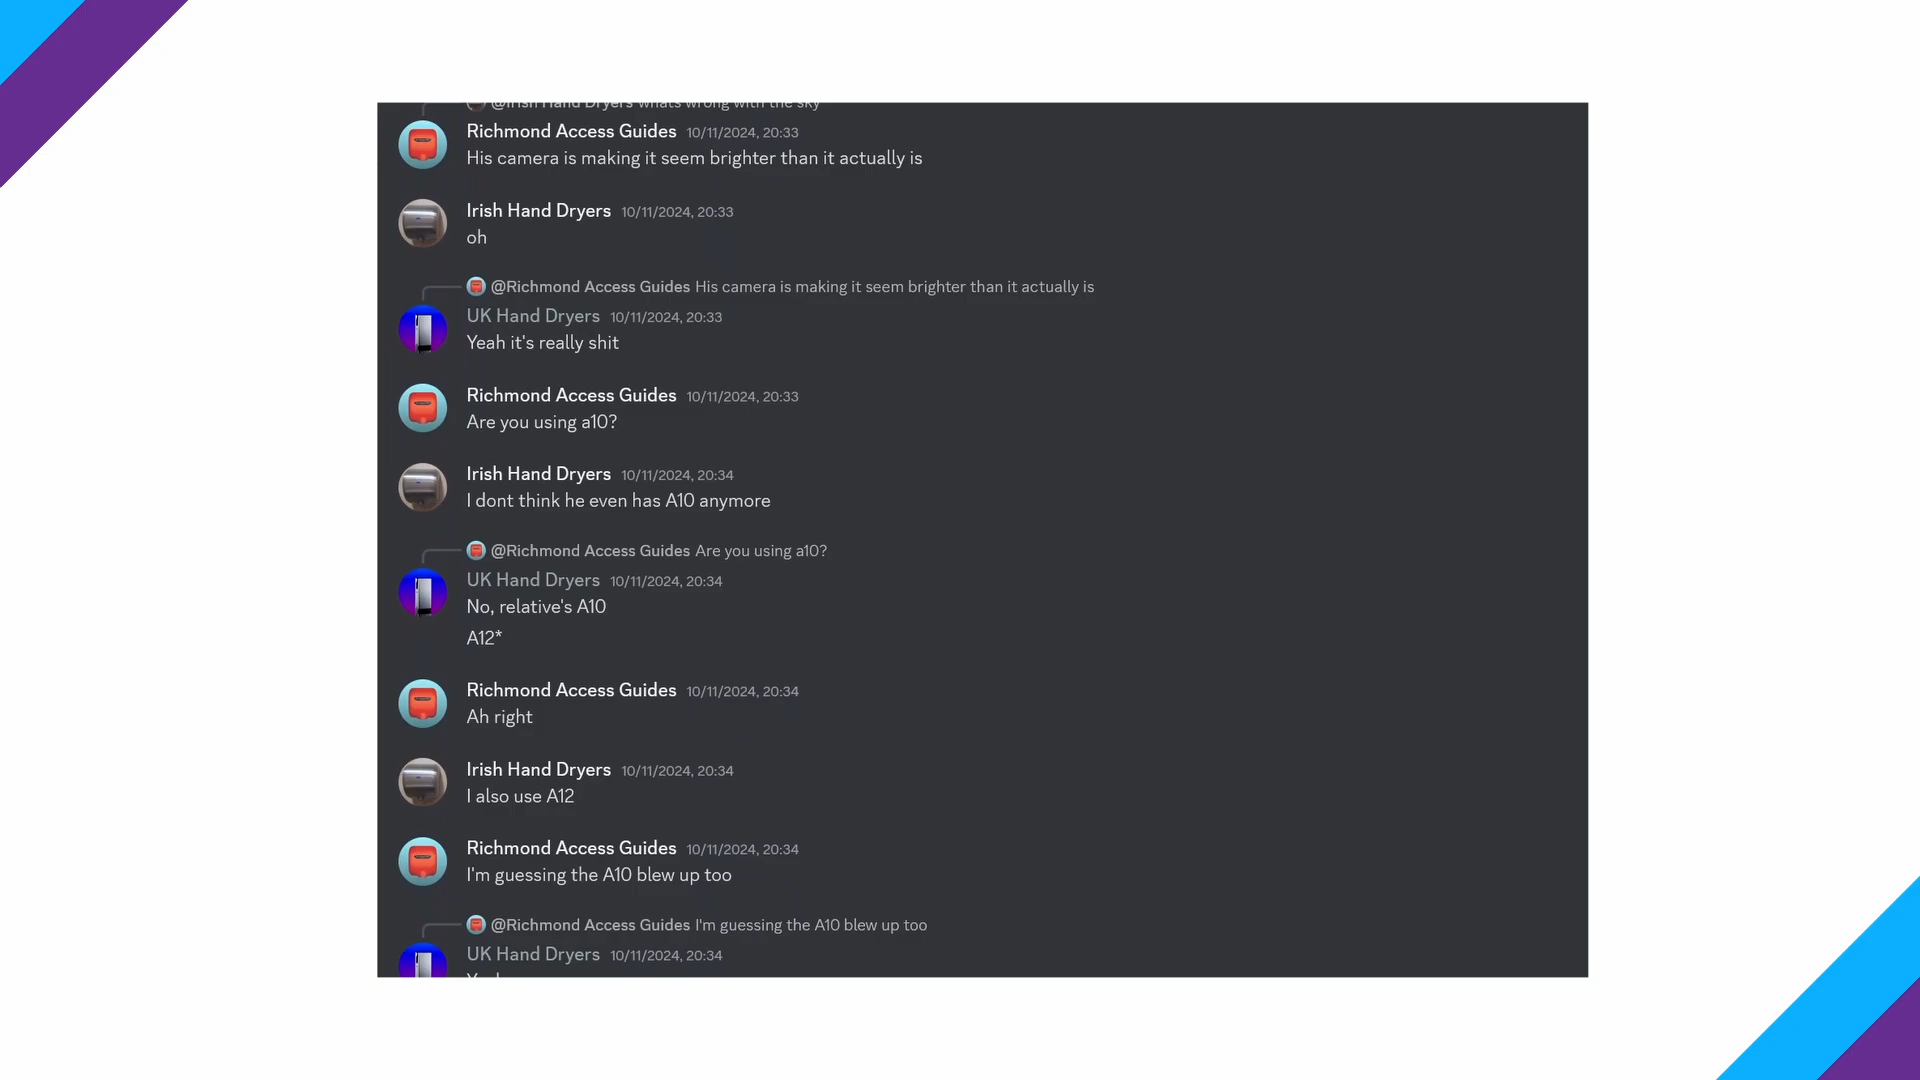 @Irish Hand Dryers whats wrong with the sky
Richmond Access Guides 10/11/2024, 20:33
His camera is making it seem brighter than it actually is
Irish Hand Dryers 10/11/2024, 20:33
oh
@Richmond Access Guides His camera is making it seem brighter than it actually is
UK Hand Dryers 10/11/2024, 20:33
Yeah it's really shit
Richmond Access Guides 10/11/2024, 20:33
Are you using a10?
Irish Hand Dryers 10/11/2024, 20:34
I dont think he even has A10 anymore
@Richmond Access Guides Are you using a10?
UK Hand Dryers 10/11/2024, 20:34
No, relative's A10
A12*
Richmond Access Guides 10/11/2024, 20:34
Ah right
Irish Hand Dryers 10/11/2024, 20:34
I also use A12
Richmond Access Guides 10/11/2024, 20:34
I'm guessing the A10 blew up too
@Richmond Access Guides I'm guessing the A10 blew up too
UK Hand Dryers 10/11/2024, 20:34